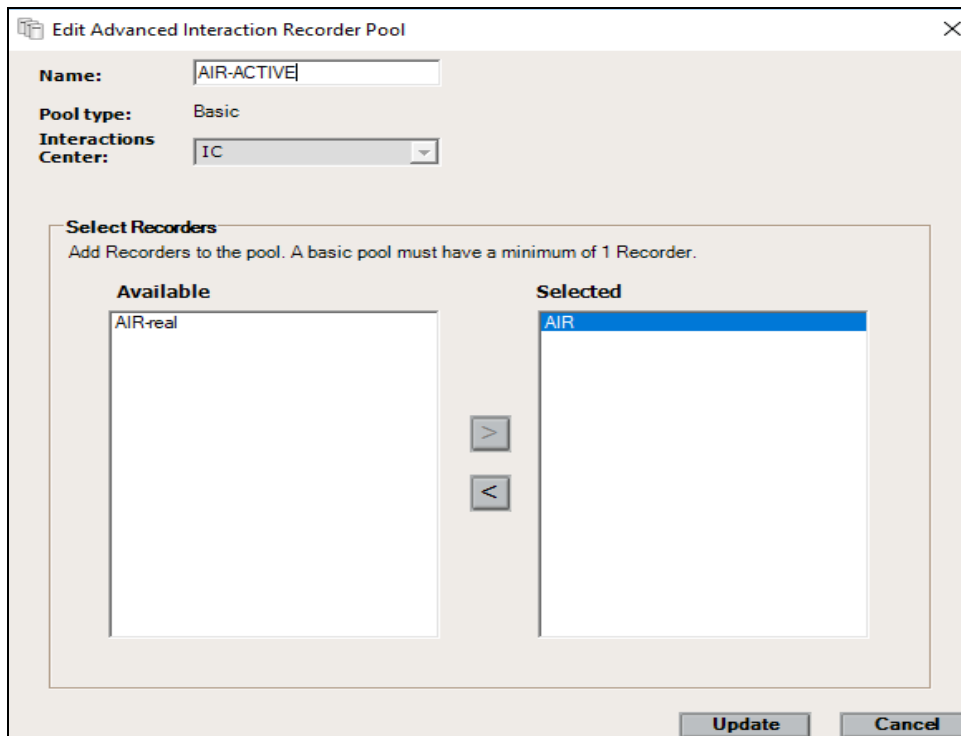 Edit Advanced Interaction Recorder Pool
Name: AIR-ACTIVE
Pool type: Basic
Interactions
Center: IC
Select Recorders
Add Recorders to the pool. A basic pool must have a minimum of 1 Recorder.
Available Selected
AIR-real AIR
>
<
Update Cancel